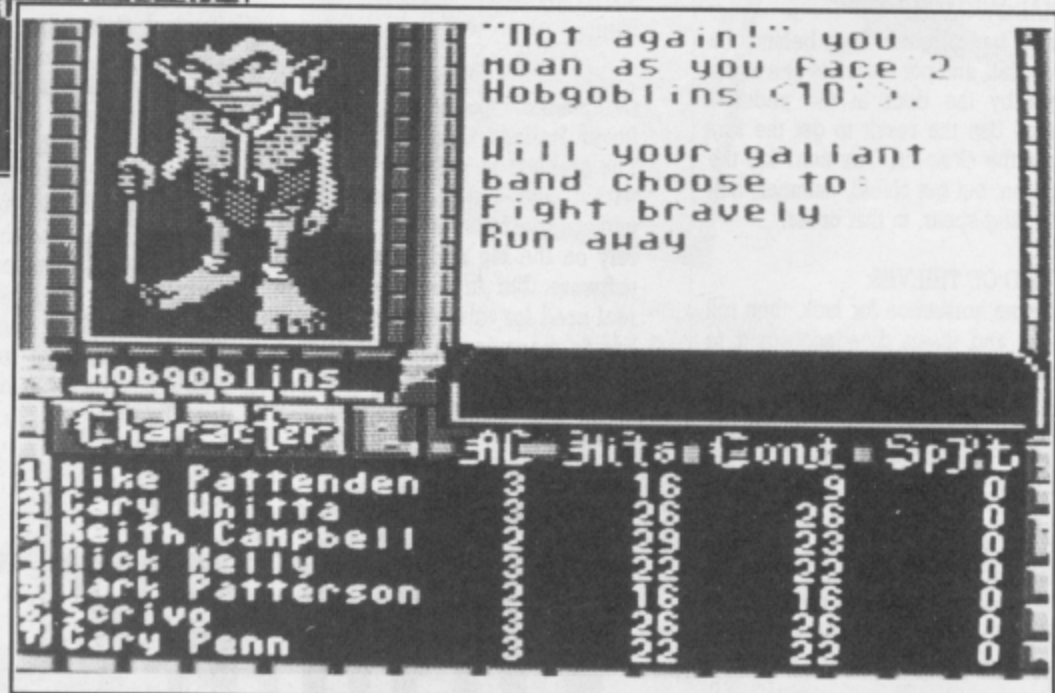 "Not again!" you
moan as you face 2
Hobgoblins (10')
Will your gallant
band choose to:
Fight bravely
Run away
Hobgoblins
Character AC Hits Cond SpPt
1 Mike Pattenden 3 16 9 0
2 Gary Whitta 3 26 26 0
3 Keith Campbell 2 29 23 0
4 Nick Kelly 3 22 22 0
5 Mark Patterson 2 16 16 0
6 Scrivo 3 26 26 0
7 Gary Penn 3 22 22 0